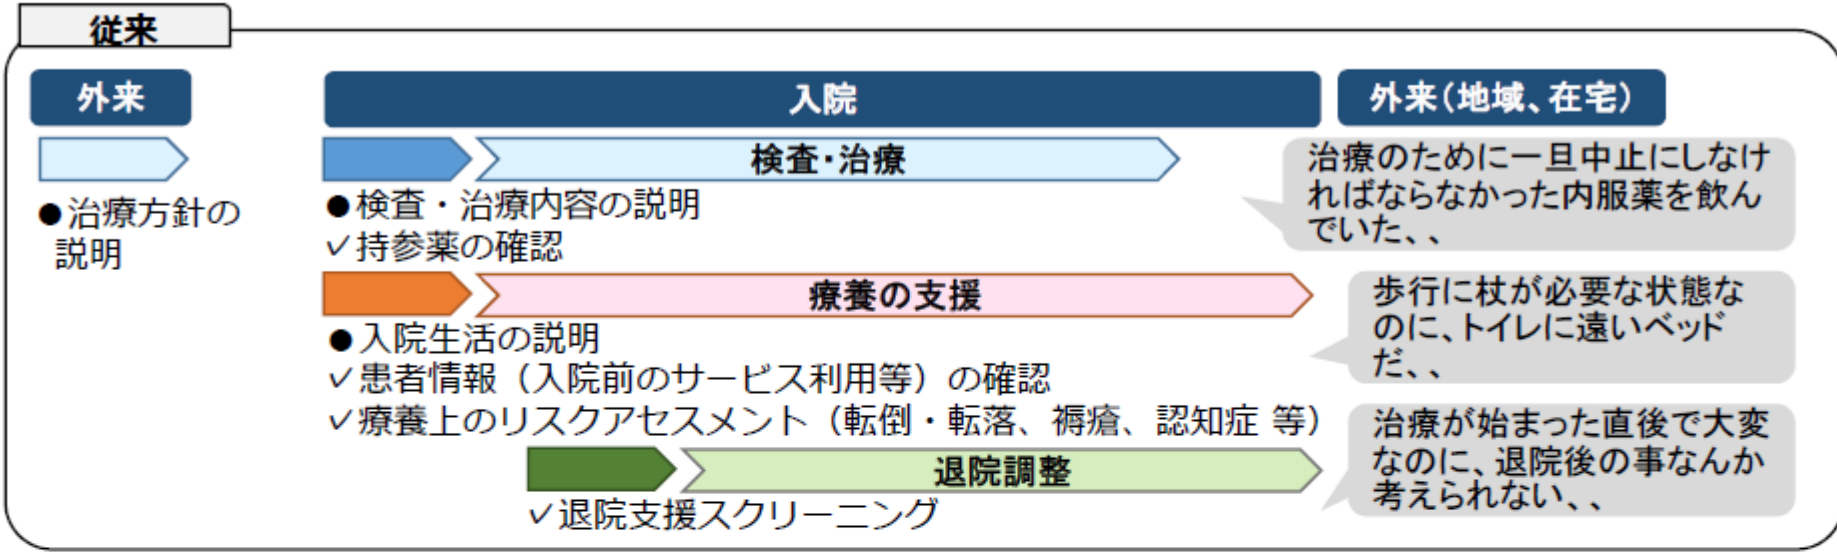 従来
外来
入院
外来(地域、在宅)
●治療方針の
説明
検査・治療
●検査・治療内容の説明
✓持参薬の確認
治療のために一旦中止にしなけ
ればならなかった内服薬を飲ん
でいた、、
療養の支援
●入院生活の説明
✓患者情報（入院前のサービス利用等）の確認
✓療養上のリスクアセスメント（転倒・転落、褥瘡、認知症 等）
歩行に杖が必要な状態な
のに、トイレに遠いベッド
だ、、
退院調整
✓退院支援スクリーニング
治療が始まった直後で大変
なのに、退院後の事なんか
考えられない、、